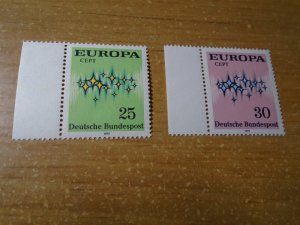 EUROPA
CEPT
25
Deutsche Bundespost
EUROPA
CEPT
30
Deutsche Bundespost